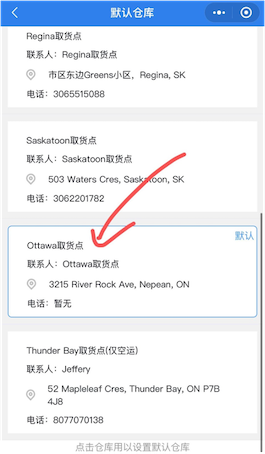 默认仓库
Regina取货点
联系人：Regina取货点
市区东边Greens小区，Regina, SK
电话：3065515088
Saskatoon取货点
联系人：Saskatoon取货点
503 Waters Cres, Saskatoon, SK
电话：3062201782
默认
Ottawa取货点
联系人：Ottawa取货点
3215 River Rock Ave, Nepean, ON
电话：暂无
Thunder Bay取货点(仅空运)
联系人：Jeffery
52 Mapleleaf Cres, Thunder Bay, ON P7B
4J8
电话：8077070138
点击仓库用以设置默认仓库